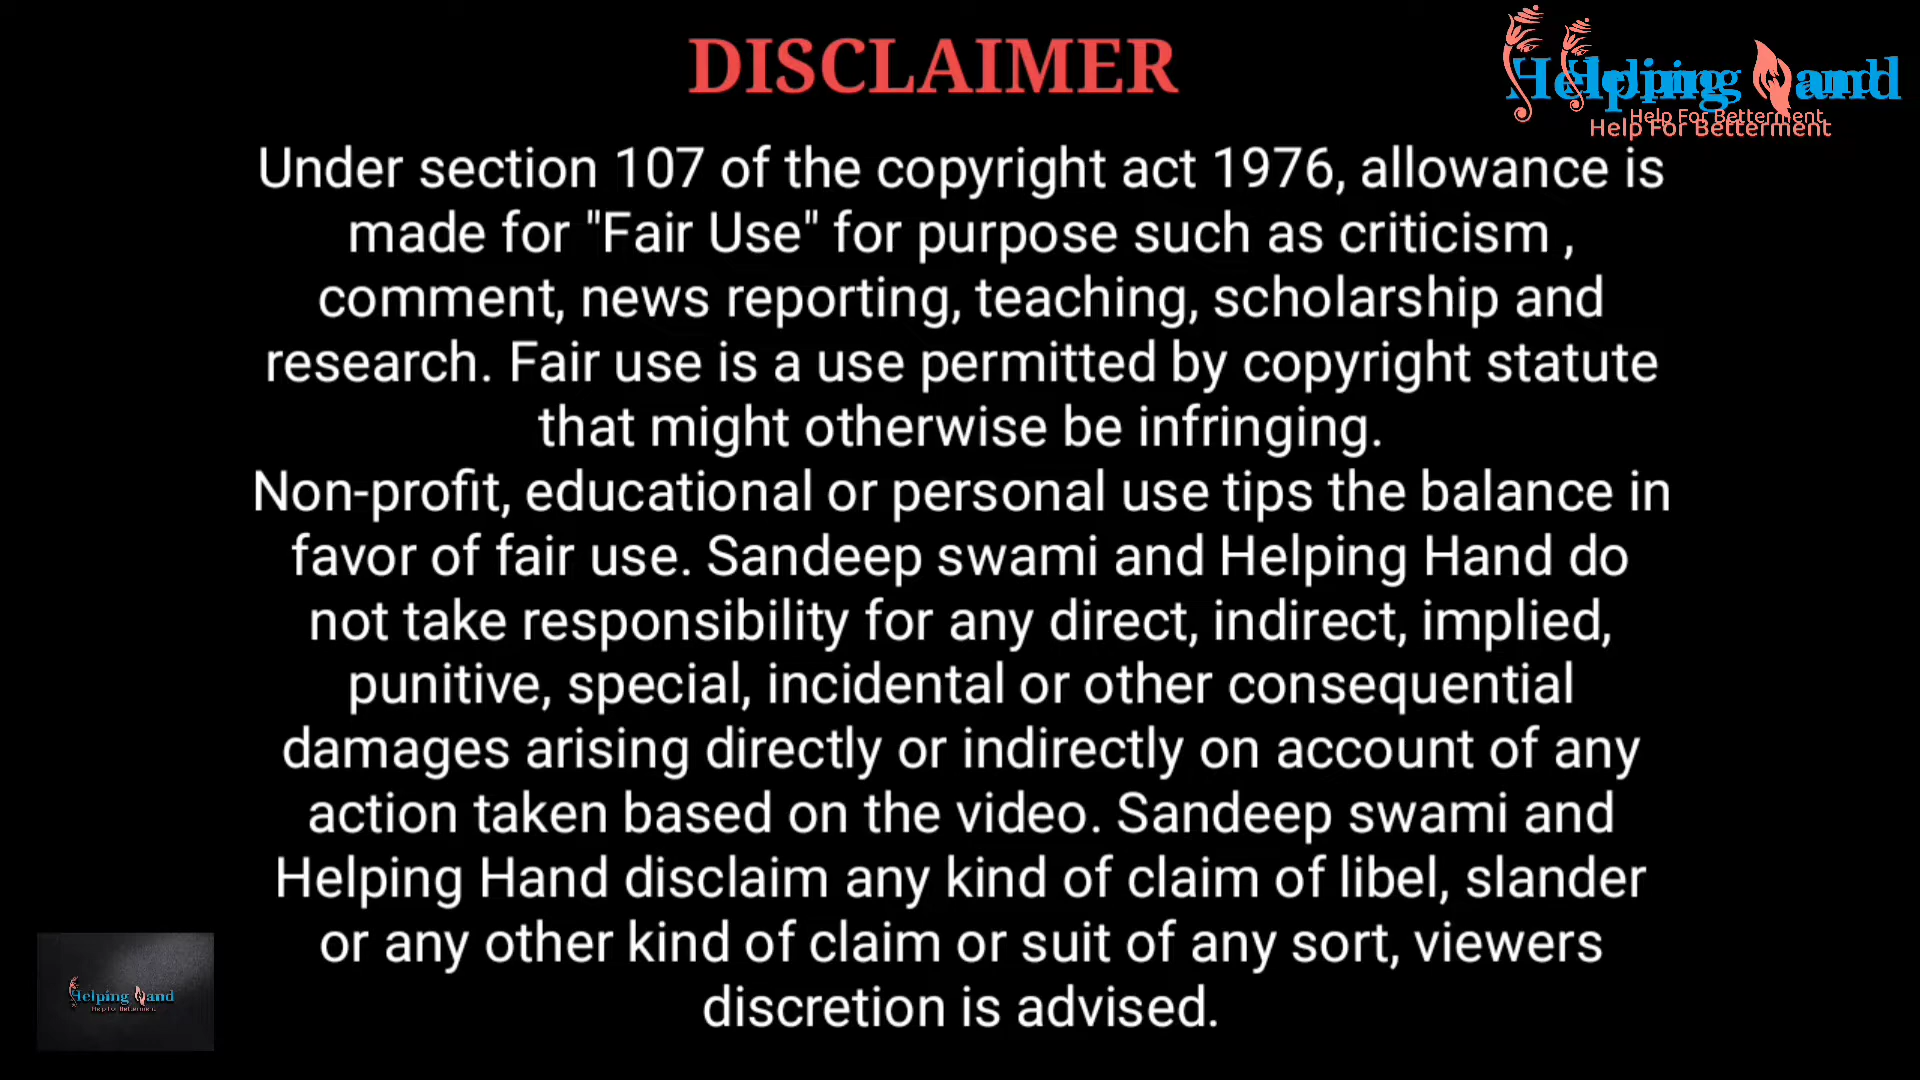 DISCLAIMER
Helping Hand
Help For Betterment
Help For Betterment
Under section 107 of the copyright act 1976, allowance is
made for "Fair Use" for purpose such as criticism ,
comment, news reporting, teaching, scholarship and
research. Fair use is a use permitted by copyright statute
that might otherwise be infringing.
Non-profit, educational or personal use tips the balance in
favor of fair use. Sandeep swami and Helping Hand do
not take responsibility for any direct, indirect, implied,
punitive, special, incidental or other consequential
damages arising directly or indirectly on account of any
action taken based on the video. Sandeep swami and
Helping Hand disclaim any kind of claim of libel, slander
or any other kind of claim or suit of any sort, viewers
discretion is advised.
Helping Hand
Help For Betterment